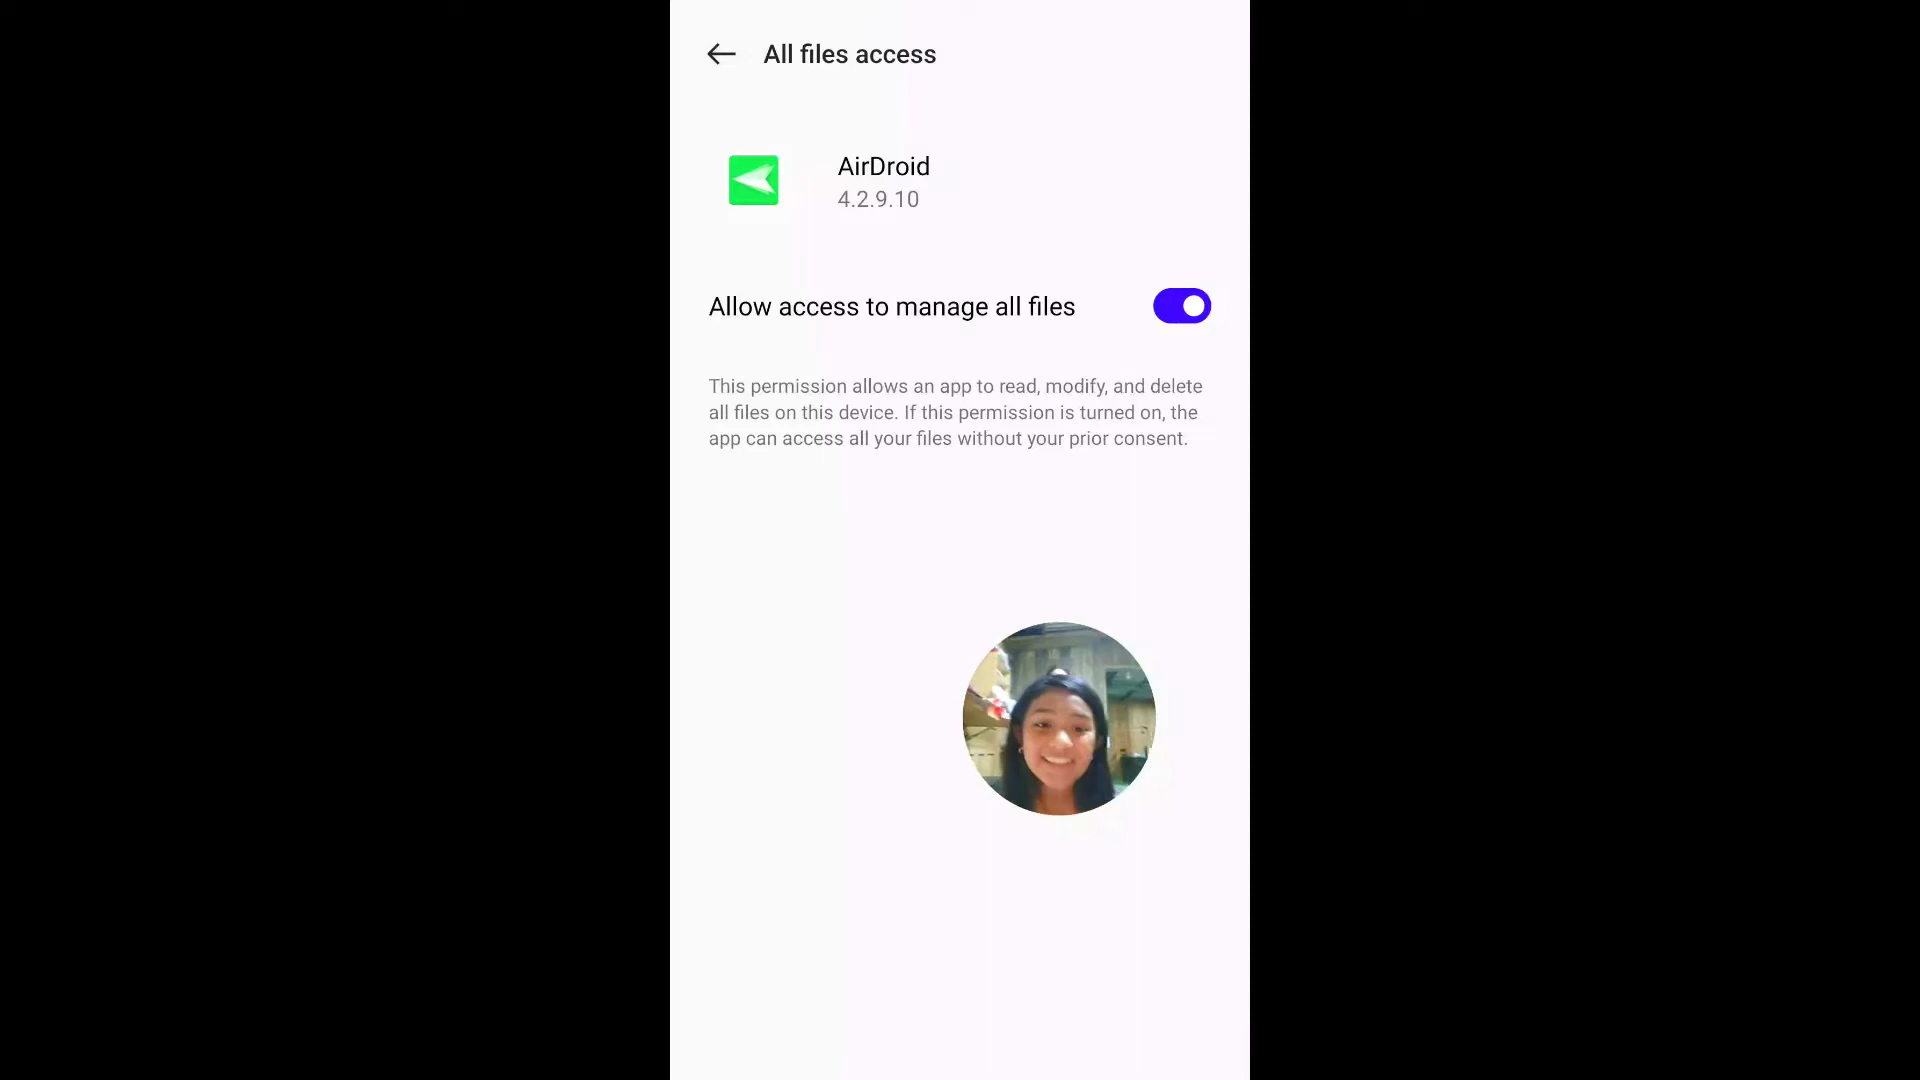 All files access
AirDroid
4.2.9.10
Allow access to manage all files
This permission allows an app to read, modify, and delete
all files on this device. If this permission is turned on, the
app can access all your files without your prior consent.